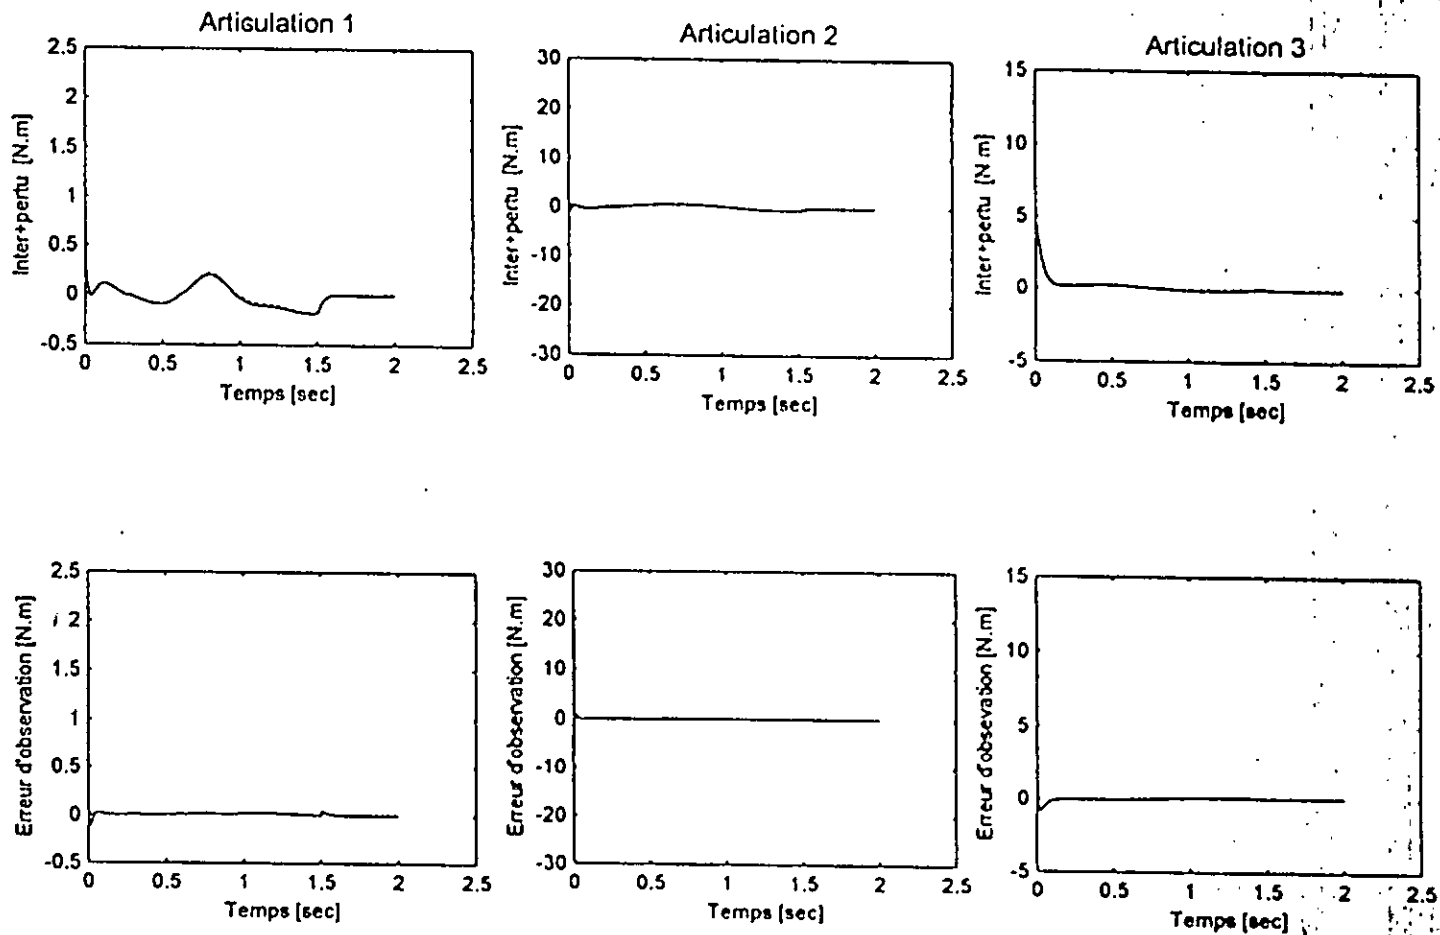 Artisulation 1
Articulation 2
Articulation 3
2.5
2
1.5
1
0.5
0
-0.5
Inter+pertu [N.m]
0 0.5 1 1.5 2 2.5
Temps [sec]
30
20
10
0
-10
-20
-30
Inter+pertu [N.m]
0 0.5 1 1.5 2 2.5
Temps [sec]
15
10
5
0
-5
Inter+pertu [N m]
0 0.5 1 1.5 2 2.5
Temps [sec]
2.5
2
1.5
1
0.5
0
-0.5
Erreur d'observation [N.m]
0 0.5 1 1.5 2 2.5
Temps [sec]
30
20
10
0
-10
-20
-30
Erreur d'observation [N.m]
0 0.5 1 1.5 2 2.5
Temps [sec]
15
10
5
0
-5
Erreur d'obsevation [N.m]
0 0.5 1 1.5 2 2.5
Temps [sec]